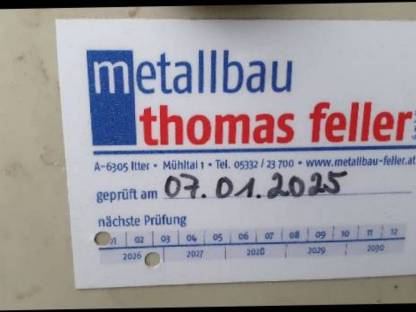 metallbau
thomas feller
A-6305 Itter • Mühltal 1 • Tel. 05332 / 23 700 • www.metallbau-feller.at
geprüft am 07.01.2025
nächste Prüfung
01 02 03 04 05 06 07 08 09 10 11 12
2026 2027 2028 2029 2030